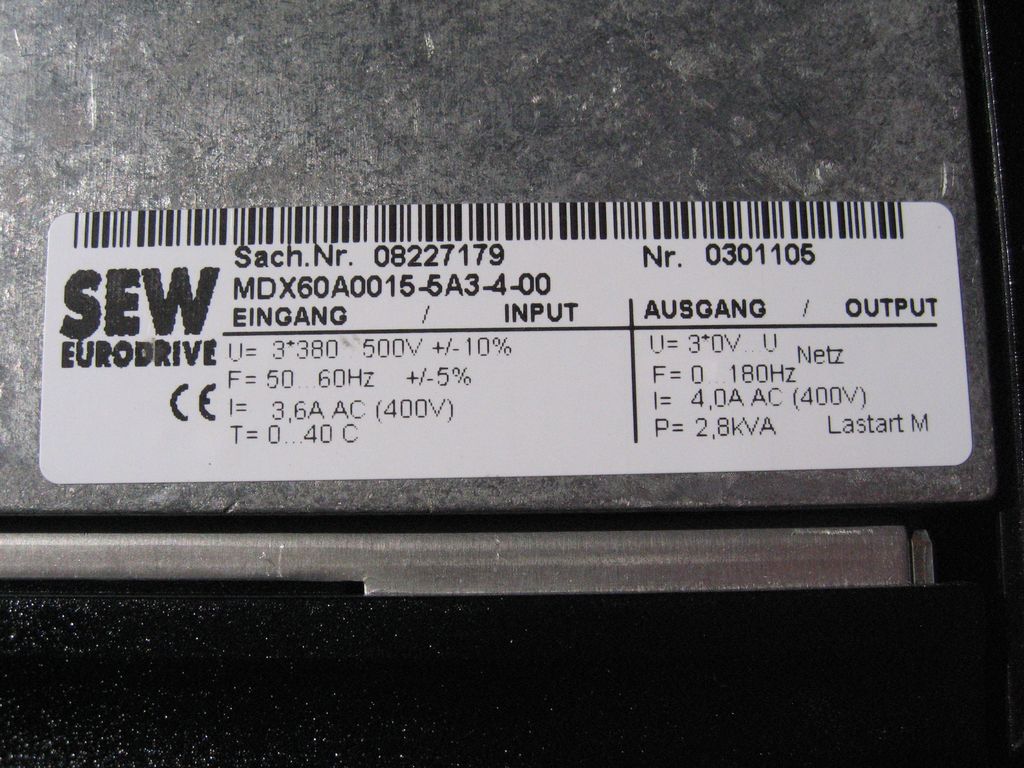 Sach.Nr. 08227179 Nr. 0301105
SEW
EURODRIVE
MDX60A0015-5A3-4-00
EINGANG / INPUT
U= 3*380...500V +/-10%
F= 50...60Hz +/-5%
I= 3,6A AC (400V)
T= 0...40 C
CE
AUSGANG / OUTPUT
U= 3*0V...U Netz
F= 0...180Hz
I= 4,0A AC (400V)
P= 2,8kVA Lastart M